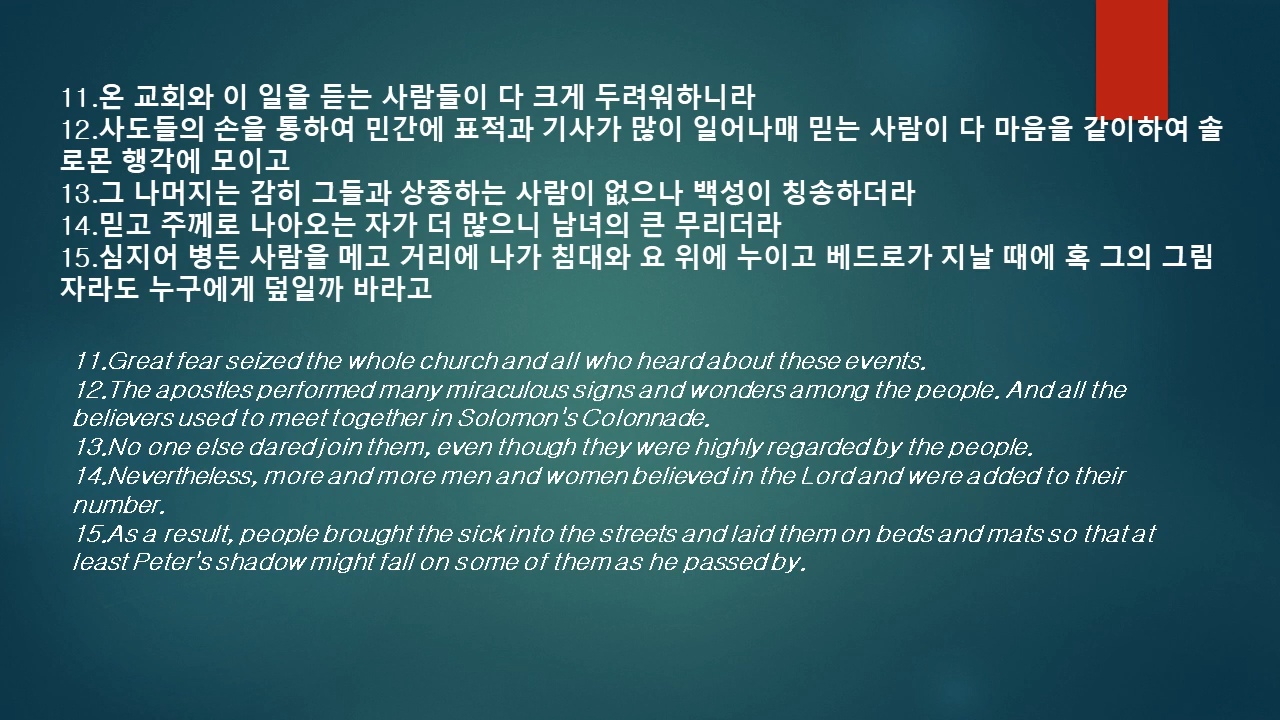 11.온 교회와 이 일을 듣는 사람들이 다 크게 두려워하니라
12.사도들의 손을 통하여 민간에 표적과 기사가 많이 일어나매 믿는 사람이 다 마음을 같이하여 솔
로몬 행각에 모이고
13.그 나머지는 감히 그들과 상종하는 사람이 없으나 백성이 칭송하더라
14.믿고 주께로 나아오는 자가 더 많으니 남녀의 큰 무리더라
15.심지어 병든 사람을 메고 거리에 나가 침대와 요 위에 누이고 베드로가 지날 때에 혹 그의 그림
자라도 누구에게 덮일까 바라고
11.Great fear seized the whole church and all who heard about these events.
12.The apostles performed many miraculous signs and wonders among the people. And all the
believers used to meet together in Solomon's Colonnade.
13.No one else dared join them, even though they were highly regarded by the people.
14.Nevertheless, more and more men and women believed in the Lord and were added to their
number.
15.As a result, people brought the sick into the streets and laid them on beds and mats so that at
least Peter's shadow might fall on some of them as he passed by.